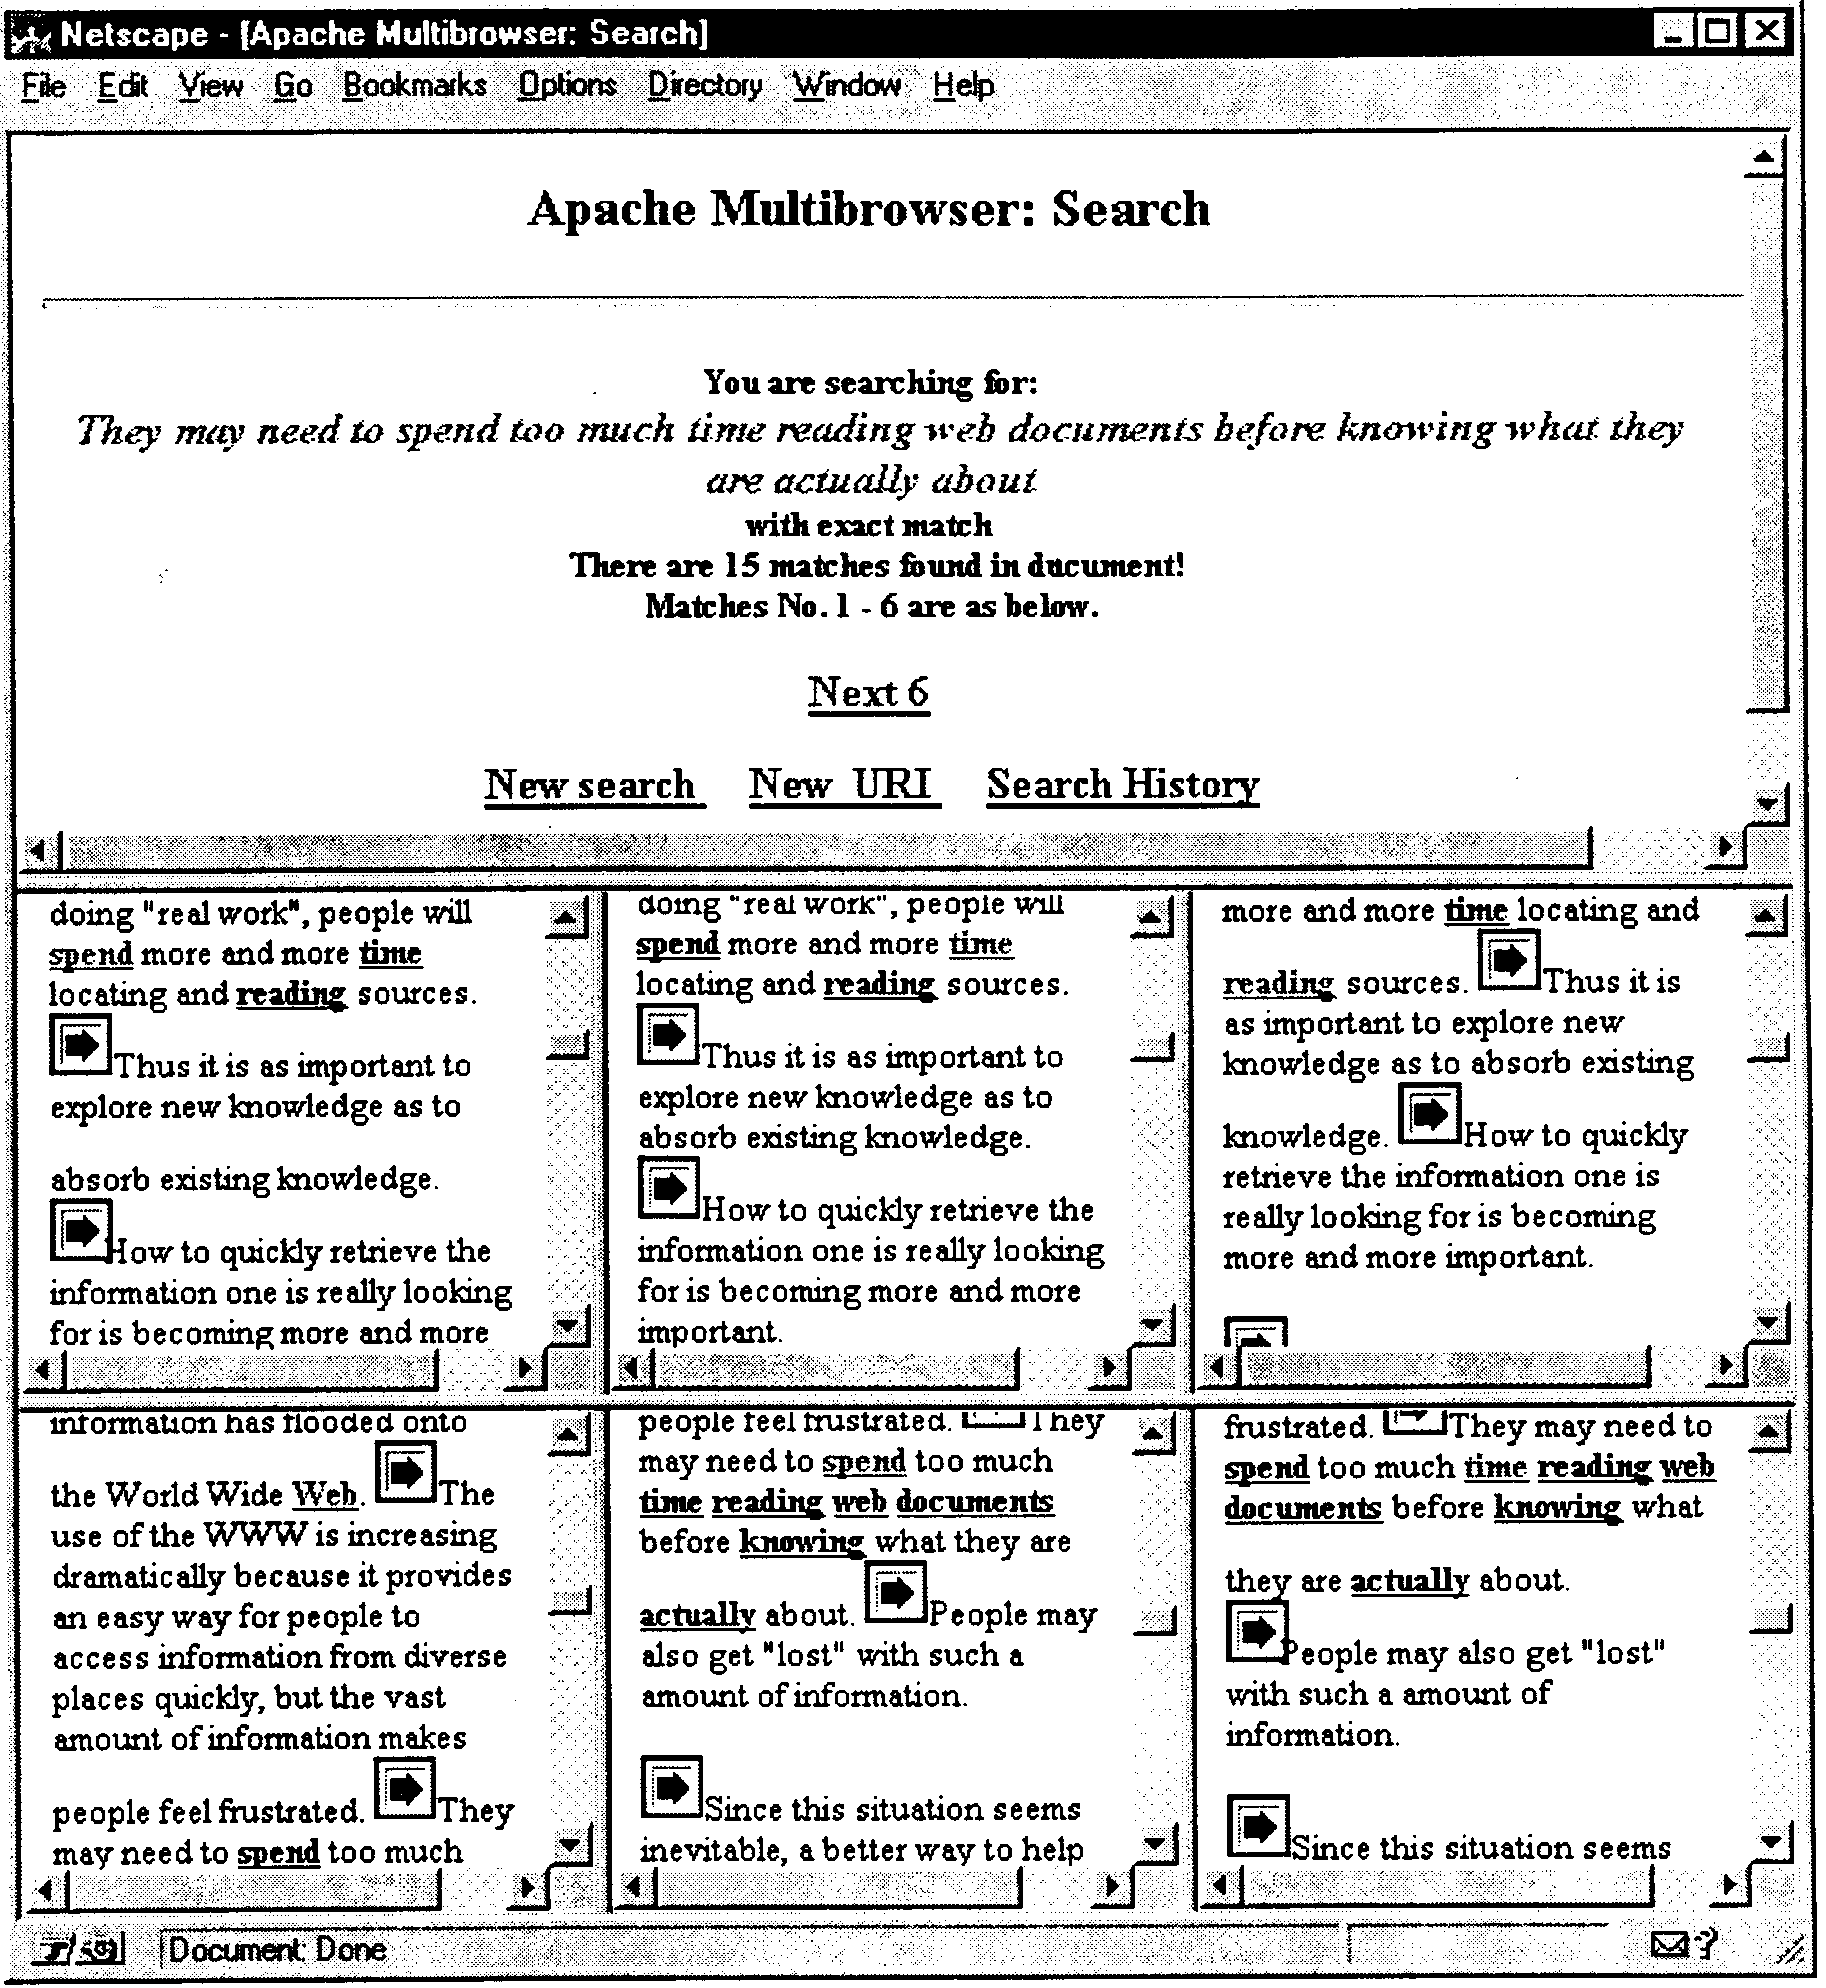 Netscape - [Apache Multibrowser: Search]
File Edit View Go Bookmarks Options Directory Window Help
Apache Multibrowser: Search
You are searching for:
They may need to spend too much time reading web documents before knowing what they
are actually about
with exact match
There are 15 matches found in ducument!
Matches No. 1 - 6 are as below.
Next 6
New search New URI Search History
doing "real work", people will
spend more and more time
locating and reading sources.
Thus it is as important to
explore new knowledge as to
absorb existing knowledge.
How to quickly retrieve the
information one is really looking
for is becoming more and more
doing "real work", people will
spend more and more time
locating and reading sources.
Thus it is as important to
explore new knowledge as to
absorb existing knowledge.
How to quickly retrieve the
information one is really looking
for is becoming more and more
important.
more and more time locating and
reading sources. Thus it is
as important to explore new
knowledge as to absorb existing
knowledge. How to quickly
retrieve the information one is
really looking for is becoming
more and more important.
information has flooded onto
the World Wide Web. The
use of the WWW is increasing
dramatically because it provides
an easy way for people to
access information from diverse
places quickly, but the vast
amount of information makes
people feel frustrated. They
may need to spend too much
people feel frustrated. They
may need to spend too much
time reading web documents
before knowing what they are
actually about. People may
also get "lost" with such a
amount of information.
Since this situation seems
inevitable, a better way to help
frustrated. They may need to
spend too much time reading web
documents before knowing what
they are actually about.
People may also get "lost"
with such a amount of
information.
Since this situation seems
Document: Done